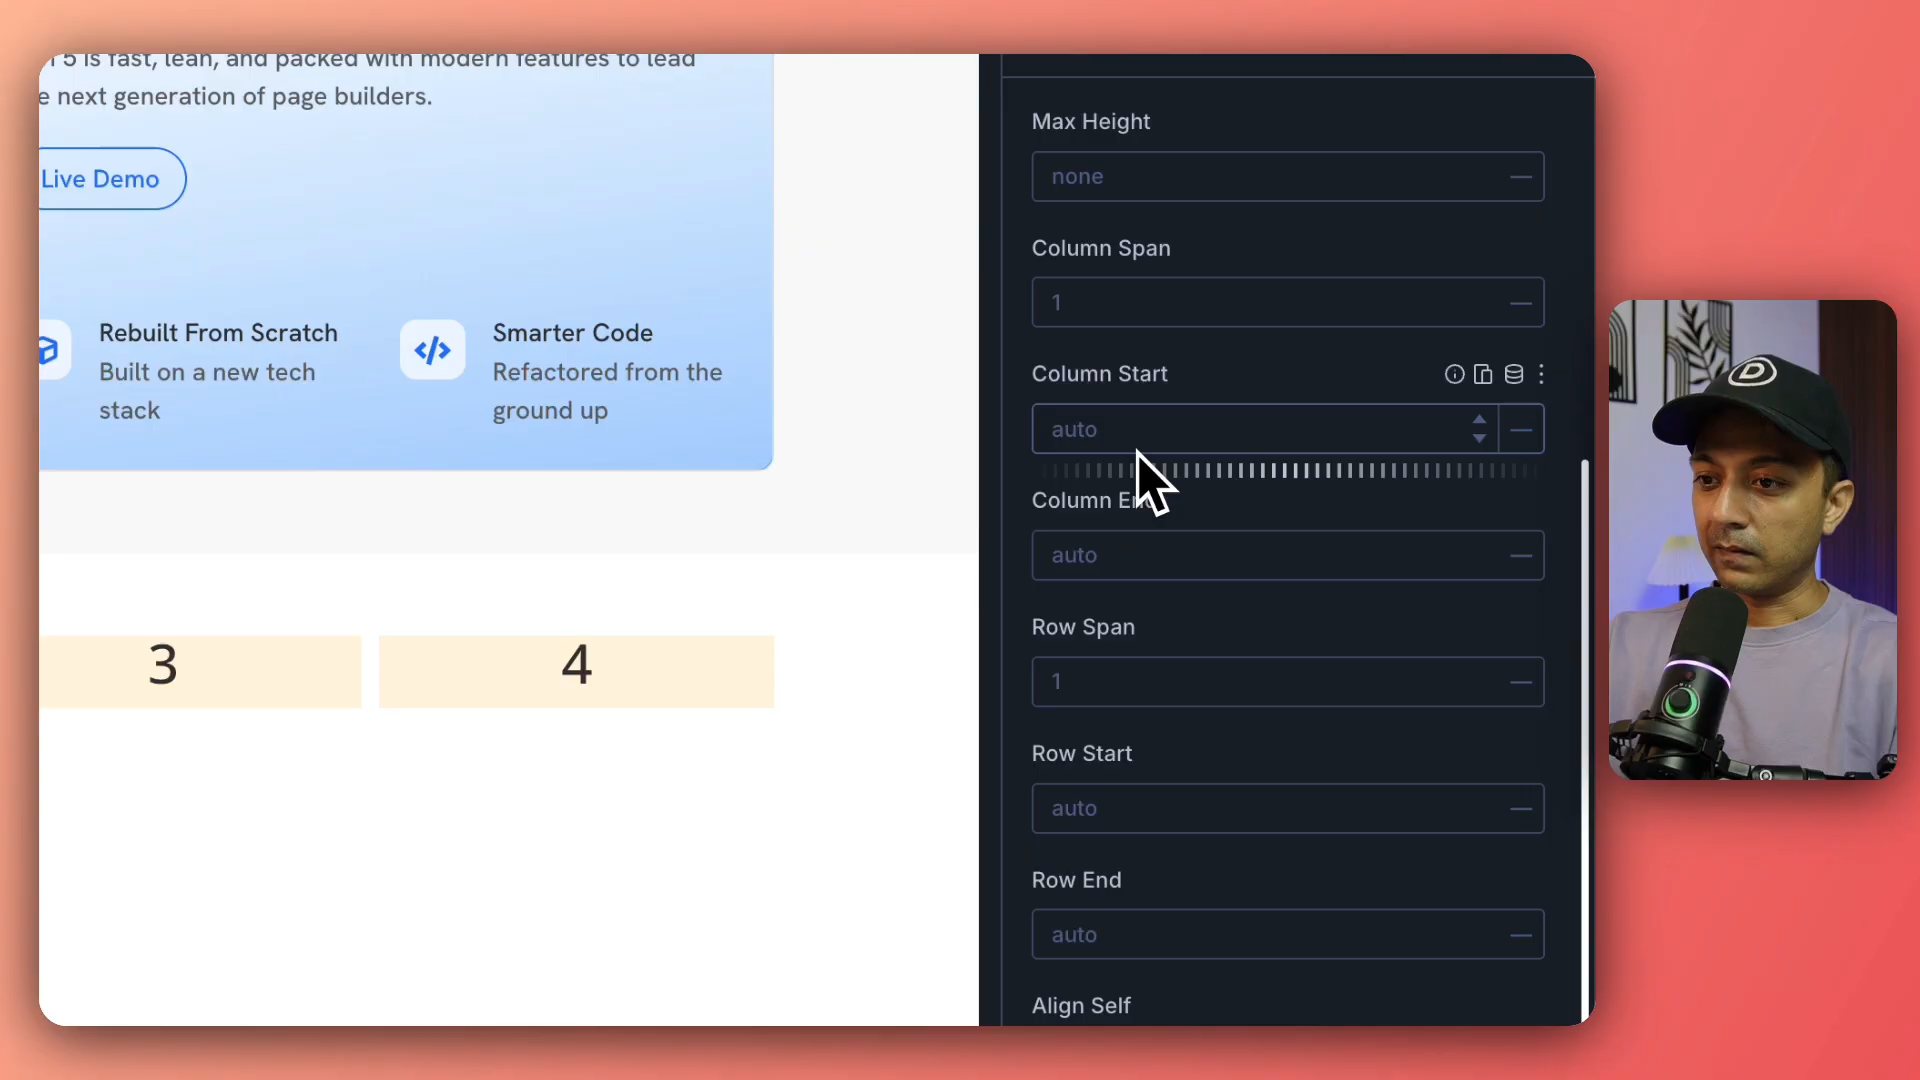 5 is fast, lean, and packed with modern features to lead
e next generation of page builders.
Live Demo
Rebuilt From Scratch
Built on a new tech
stack
Smarter Code
Refactored from the
ground up
3
4
Max Height
none
Column Span
1
Column Start
auto
Column En
auto
Row Span
1
Row Start
auto
Row End
auto
Align Self
D